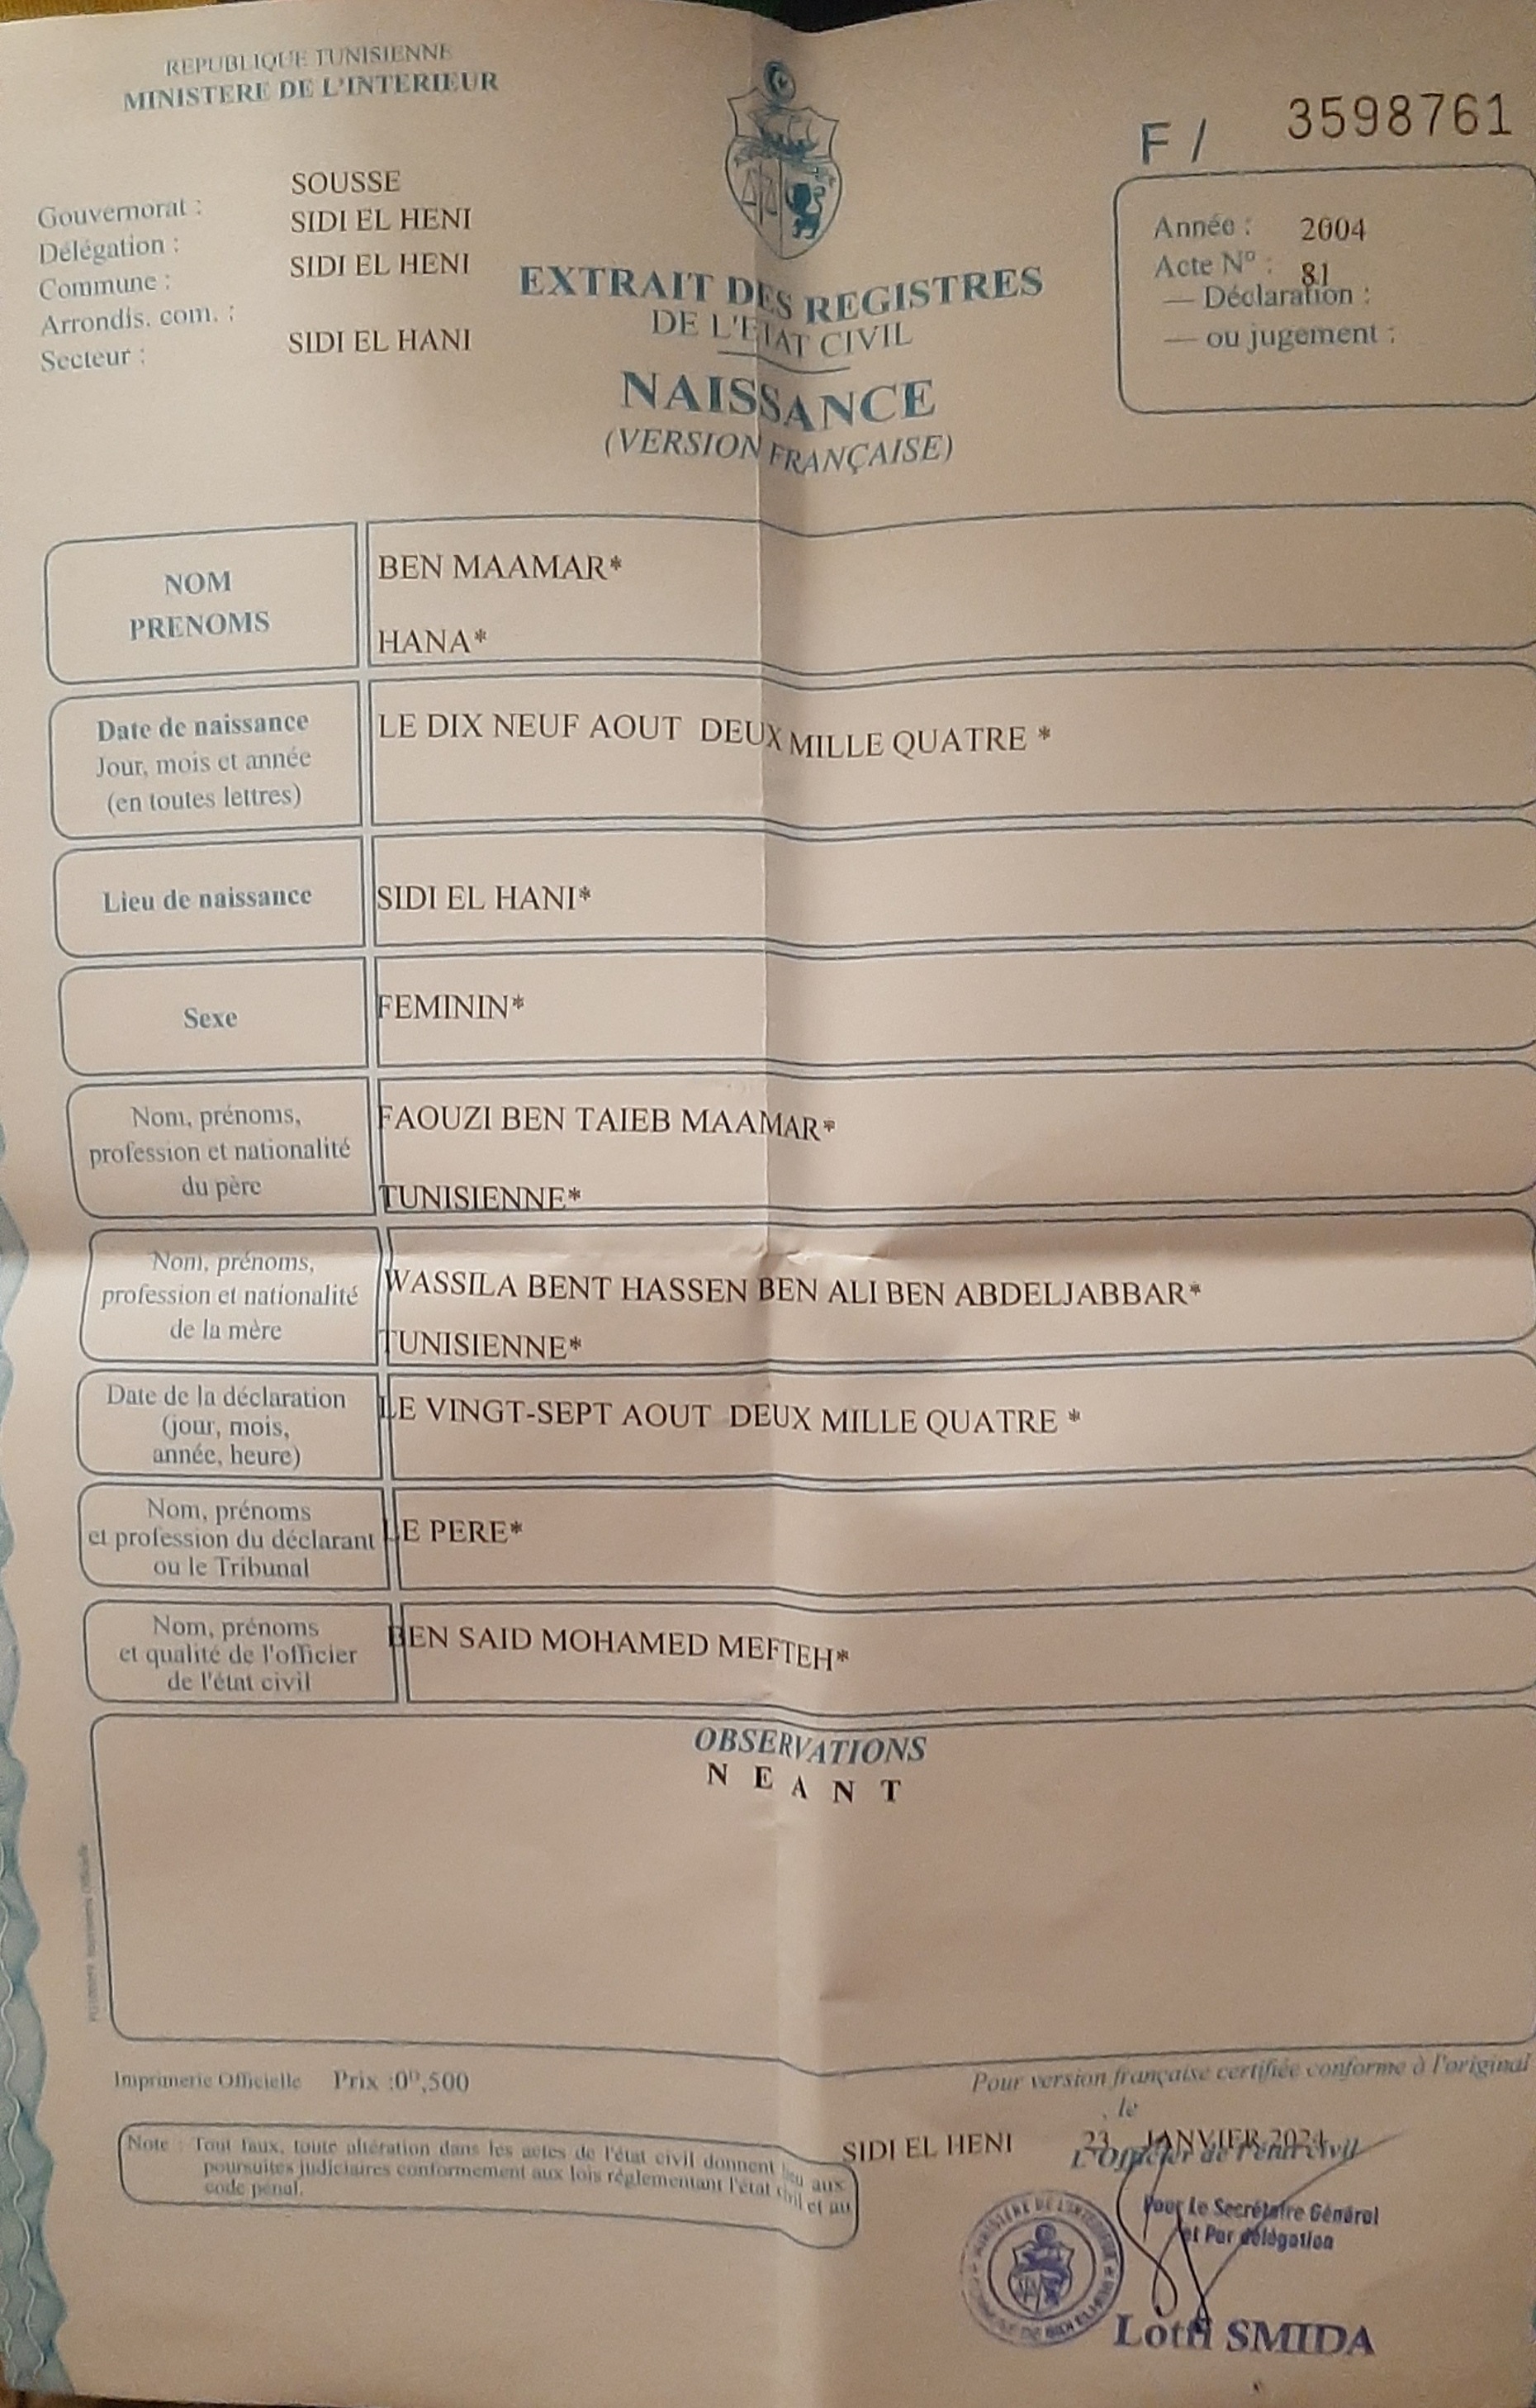 REPUBLIQUE TUNISIENNE
MINISTERE DE L'INTERIEUR
F / 3598761
Gouvernorat : SOUSSE
Délégation : SIDI EL HENI
Commune : SIDI EL HENI
Arrondis. com. :
Secteur : SIDI EL HANI
EXTRAIT DES REGISTRES
DE L'ETAT CIVIL
NAISSANCE
(VERSION FRANÇAISE)
Année : 2004
Acte N° : 81
— Déclaration :
— ou jugement :
NOM
PRENOMS
BEN MAAMAR*
HANA*
Date de naissance
Jour, mois et année
(en toutes lettres)
LE DIX NEUF AOUT DEUX MILLE QUATRE *
Lieu de naissance
SIDI EL HANI*
Sexe
FEMININ*
Nom, prénoms,
profession et nationalité
du père
FAOUZI BEN TAIEB MAAMAR*
TUNISIENNE*
Nom, prénoms,
profession et nationalité
de la mère
WASSILA BENT HASSEN BEN ALI BEN ABDELJABBAR*
TUNISIENNE*
Date de la déclaration
(jour, mois,
année, heure)
LE VINGT-SEPT AOUT DEUX MILLE QUATRE *
Nom, prénoms
et profession du déclarant
ou le Tribunal
LE PERE*
Nom, prénoms
et qualité de l'officier
de l'état civil
BEN SAID MOHAMED MEFTEH*
OBSERVATIONS
N E A N T
Imprimerie Officielle Prix :0ᴰ,500
Pour version française certifiée conforme à l'original
, le
SIDI EL HENI 23 JANVIER 2024
L'Officier de l'état civil
Note : Tout faux, toute altération dans les actes de l'état civil donnent lieu aux
poursuites judiciaires conformement aux lois réglementant l'état civil et au
code pénal.
Pour Le Secrétaire Général
et Par délégation
Lotfi SMIDA